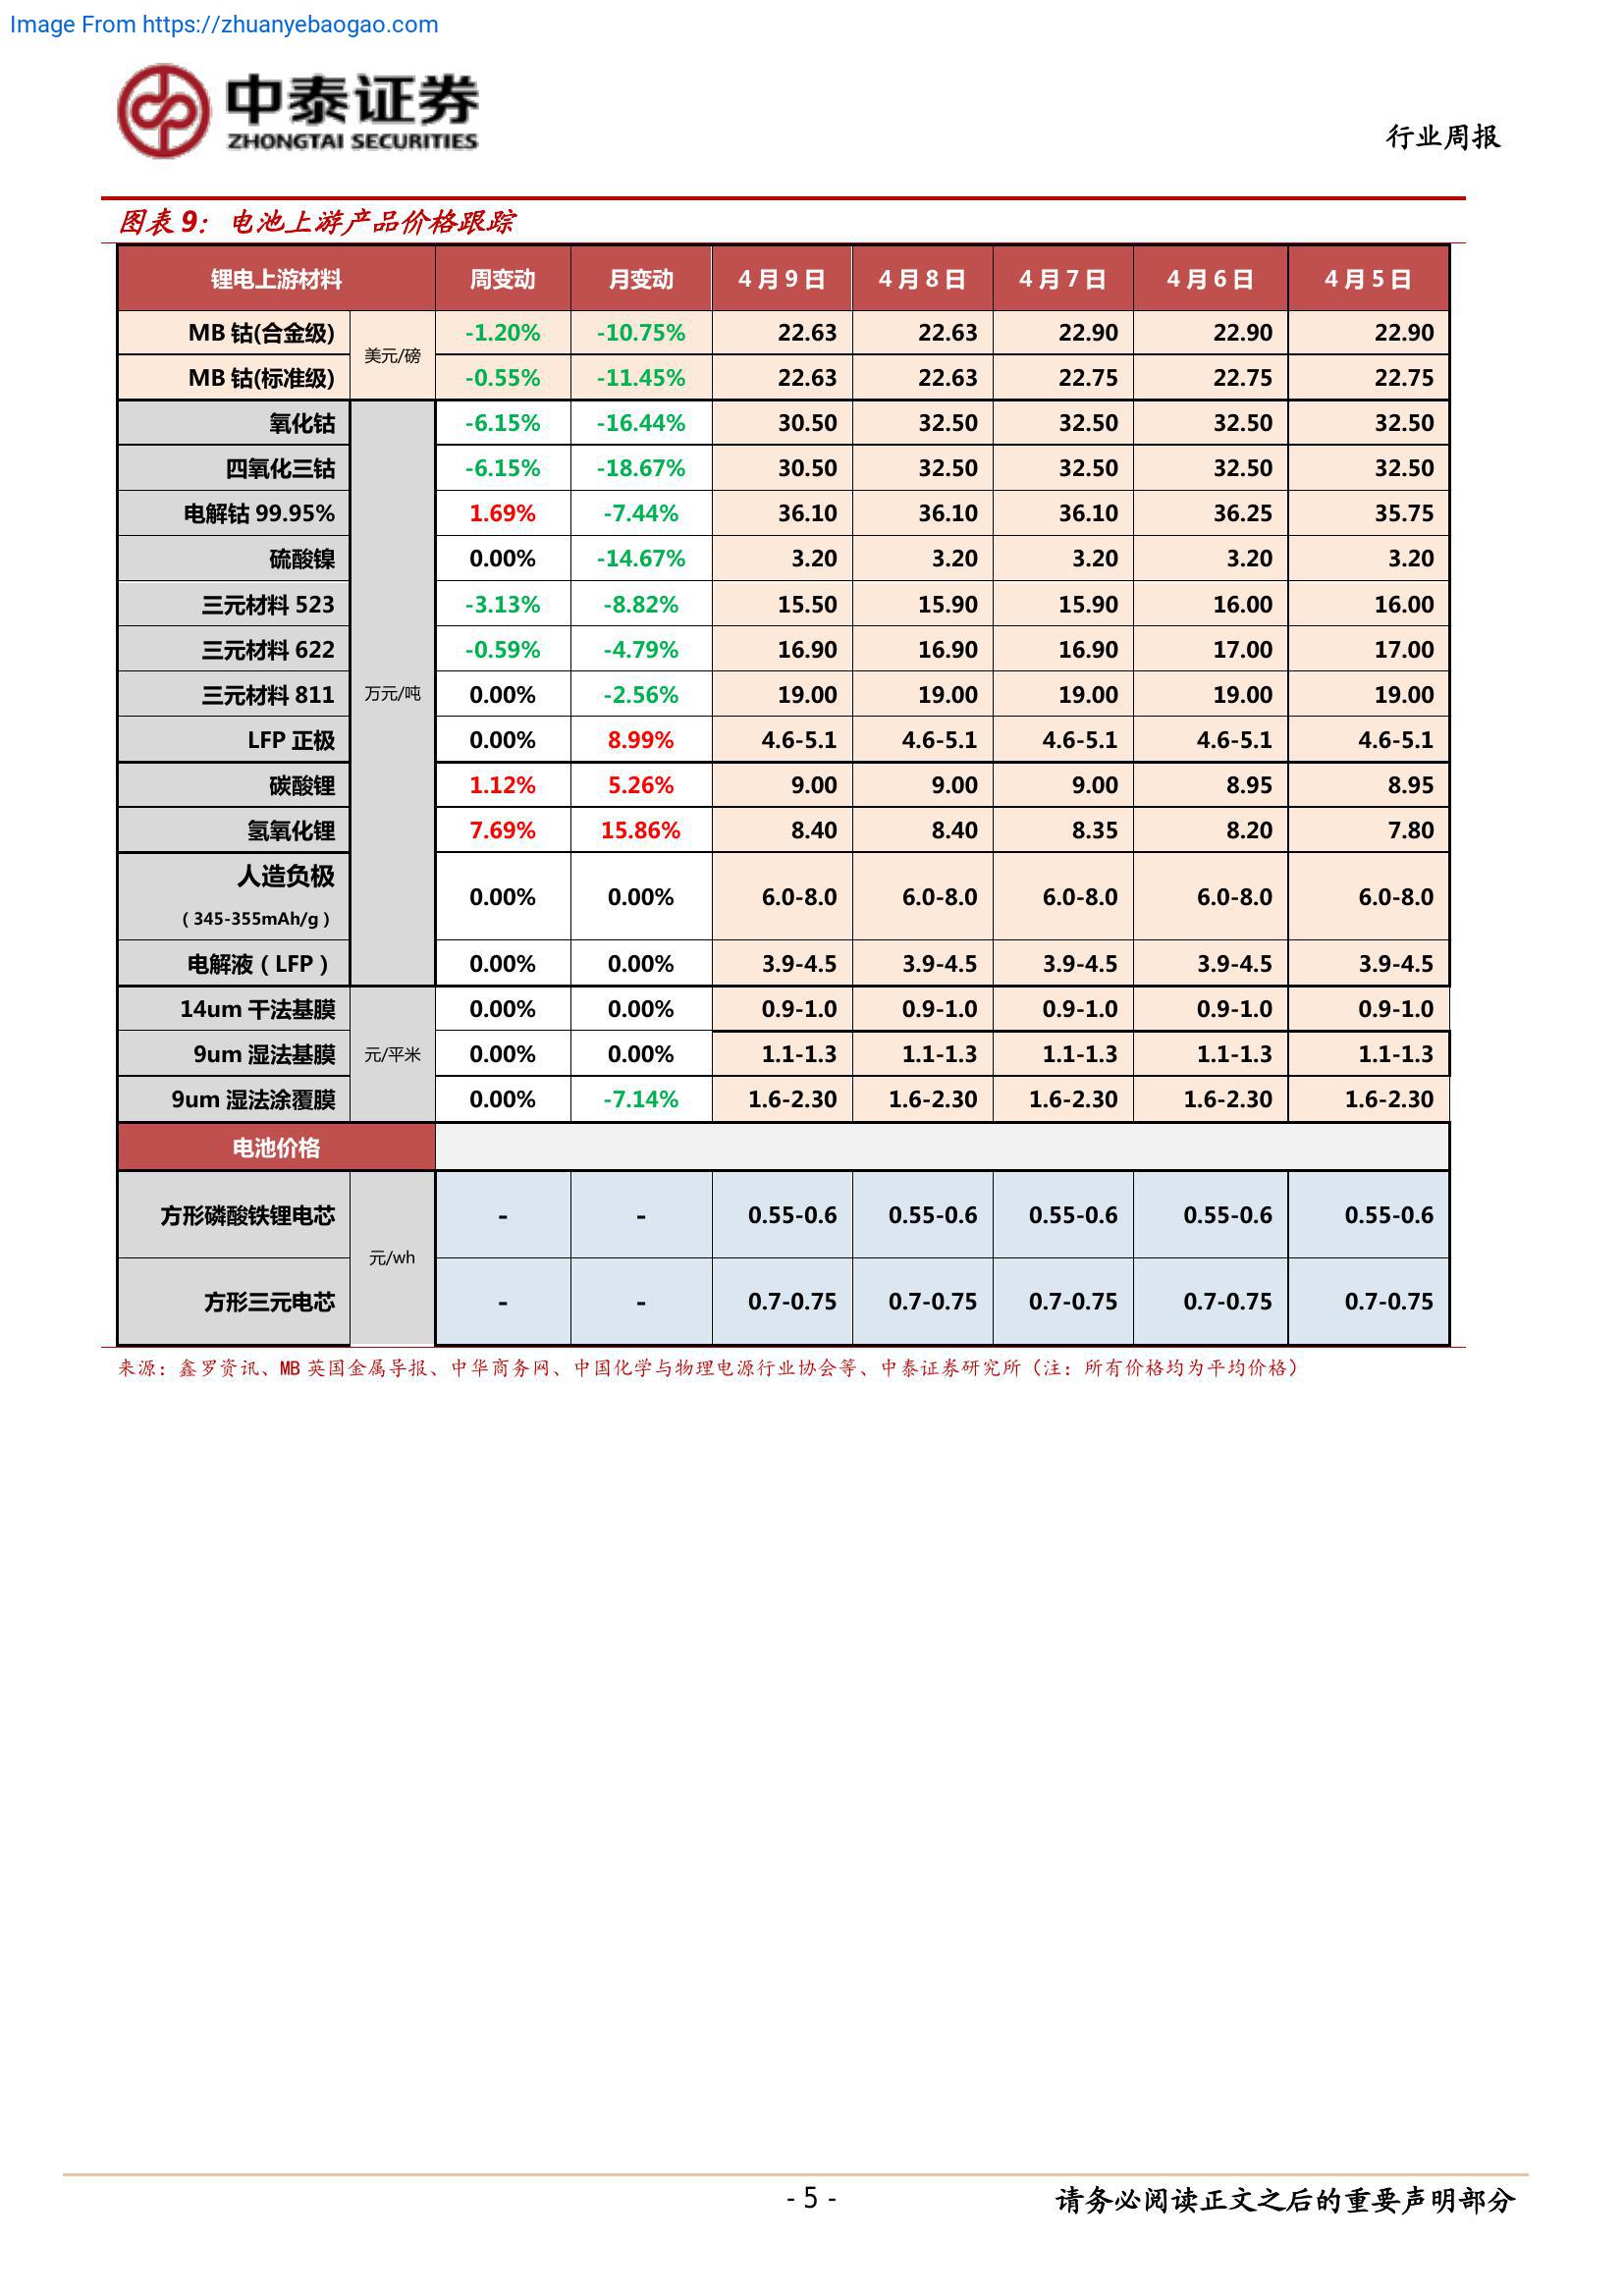 Image From https://zhuanyebaogao.com
中泰证券
ZHONGTAI SECURITIES
行业周报
图表 9：电池上游产品价格跟踪
锂电上游材料 周变动 月变动 4 月 9 日 4 月 8 日 4 月 7 日 4 月 6 日 4 月 5 日
MB 钴(合金级) 美元/磅 -1.20% -10.75% 22.63 22.63 22.90 22.90 22.90
MB 钴(标准级) -0.55% -11.45% 22.63 22.63 22.75 22.75 22.75
氧化钴 万元/吨 -6.15% -16.44% 30.50 32.50 32.50 32.50 32.50
四氧化三钴 -6.15% -18.67% 30.50 32.50 32.50 32.50 32.50
电解钴 99.95% 1.69% -7.44% 36.10 36.10 36.10 36.25 35.75
硫酸镍 0.00% -14.67% 3.20 3.20 3.20 3.20 3.20
三元材料 523 -3.13% -8.82% 15.50 15.90 15.90 16.00 16.00
三元材料 622 -0.59% -4.79% 16.90 16.90 16.90 17.00 17.00
三元材料 811 0.00% -2.56% 19.00 19.00 19.00 19.00 19.00
LFP 正极 0.00% 8.99% 4.6-5.1 4.6-5.1 4.6-5.1 4.6-5.1 4.6-5.1
碳酸锂 1.12% 5.26% 9.00 9.00 9.00 8.95 8.95
氢氧化锂 7.69% 15.86% 8.40 8.40 8.35 8.20 7.80
人造负极
（345-355mAh/g） 0.00% 0.00% 6.0-8.0 6.0-8.0 6.0-8.0 6.0-8.0 6.0-8.0
电解液（LFP） 0.00% 0.00% 3.9-4.5 3.9-4.5 3.9-4.5 3.9-4.5 3.9-4.5
14um 干法基膜 元/平米 0.00% 0.00% 0.9-1.0 0.9-1.0 0.9-1.0 0.9-1.0 0.9-1.0
9um 湿法基膜 0.00% 0.00% 1.1-1.3 1.1-1.3 1.1-1.3 1.1-1.3 1.1-1.3
9um 湿法涂覆膜 0.00% -7.14% 1.6-2.30 1.6-2.30 1.6-2.30 1.6-2.30 1.6-2.30
电池价格
方形磷酸铁锂电芯 元/wh - - 0.55-0.6 0.55-0.6 0.55-0.6 0.55-0.6 0.55-0.6
方形三元电芯 - - 0.7-0.75 0.7-0.75 0.7-0.75 0.7-0.75 0.7-0.75
来源：鑫罗资讯、MB 英国金属导报、中华商务网、中国化学与物理电源行业协会等、中泰证券研究所（注：所有价格均为平均价格）
- 5 -
请务必阅读正文之后的重要声明部分